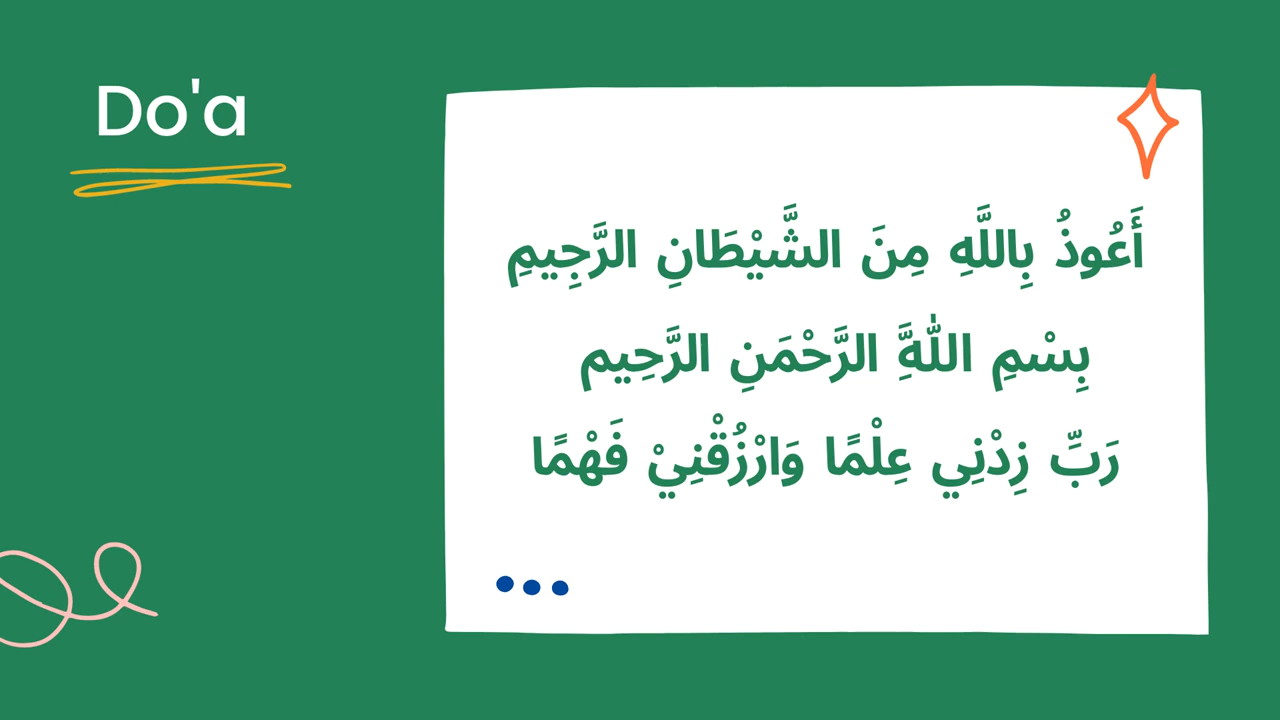 Do'a
أَعُوذُ بِاللَّهِ مِنَ الشَّيْطَانِ الرَّجِيمِ
بِسْمِ اللّٰهَِّ الرَّحْمَنِ الرَّحِيم
رَبِّ زِدْنِي عِلْمًا وَارْزُقْنِيْ فَهْمًا